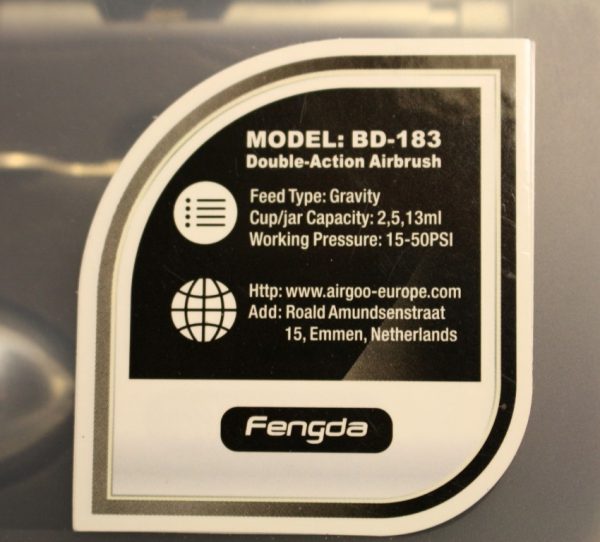 MODEL: BD-183
Double-Action Airbrush
Feed Type: Gravity
Cup/jar Capacity: 2,5,13ml
Working Pressure: 15-50PSI
Http: www.airgoo-europe.com
Add: Roald Amundsenstraat
15, Emmen, Netherlands
Fengda